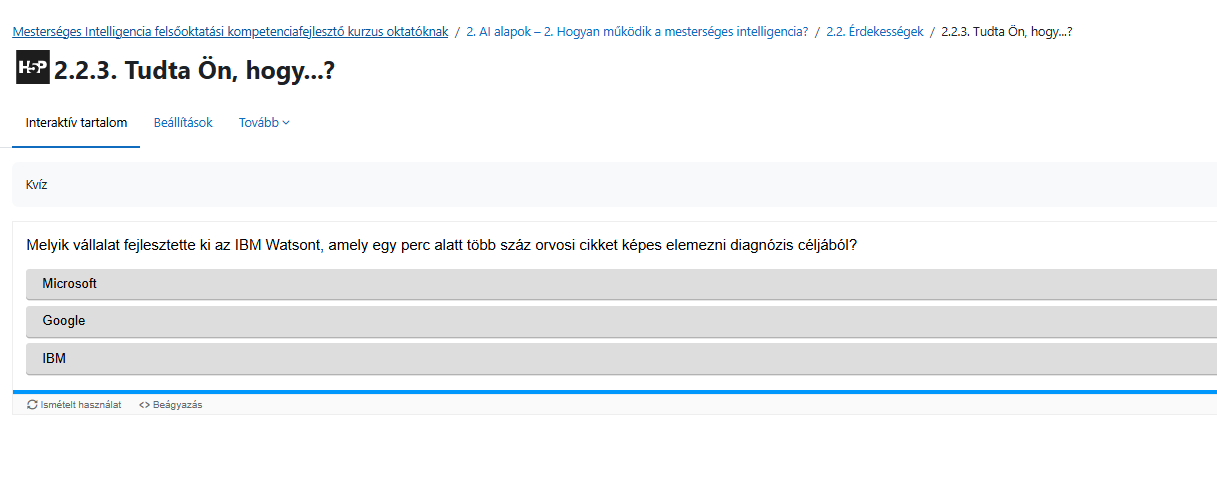 Mesterséges Intelligencia felsőoktatási kompetenciafejlesztő kurzus oktatóknak / 2. AI alapok – 2. Hogyan működik a mesterséges intelligencia? / 2.2. Érdekességek / 2.2.3. Tudta Ön, hogy...?
H5P 2.2.3. Tudta Ön, hogy...?
Interaktív tartalom Beállítások Tovább
Kvíz
Melyik vállalat fejlesztette ki az IBM Watsont, amely egy perc alatt több száz orvosi cikket képes elemezni diagnózis céljából?
Microsoft
Google
IBM
Ismételt használat <> Beágyazás